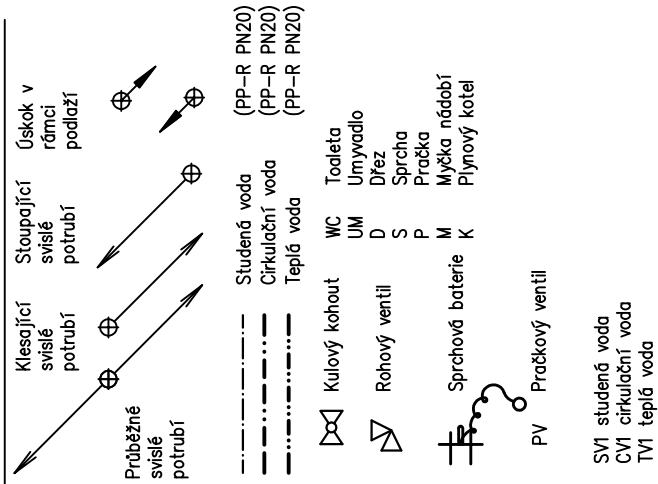 Průběžné
svislé
potrubí
Klesající
svislé
potrubí
Stoupající
svislé
potrubí
Úskok v
rámci
podlaží
Studená voda (PP-R PN20)
Cirkulační voda (PP-R PN20)
Teplá voda (PP-R PN20)
Kulový kohout
Rohový ventil
Sprchová baterie
PV Pračkový ventil
WC Toaleta
UM Umyvadlo
D Dřez
S Sprcha
P Pračka
M Myčka nádobí
K Plynový kotel
SV1 studená voda
CV1 cirkulační voda
TV1 teplá voda